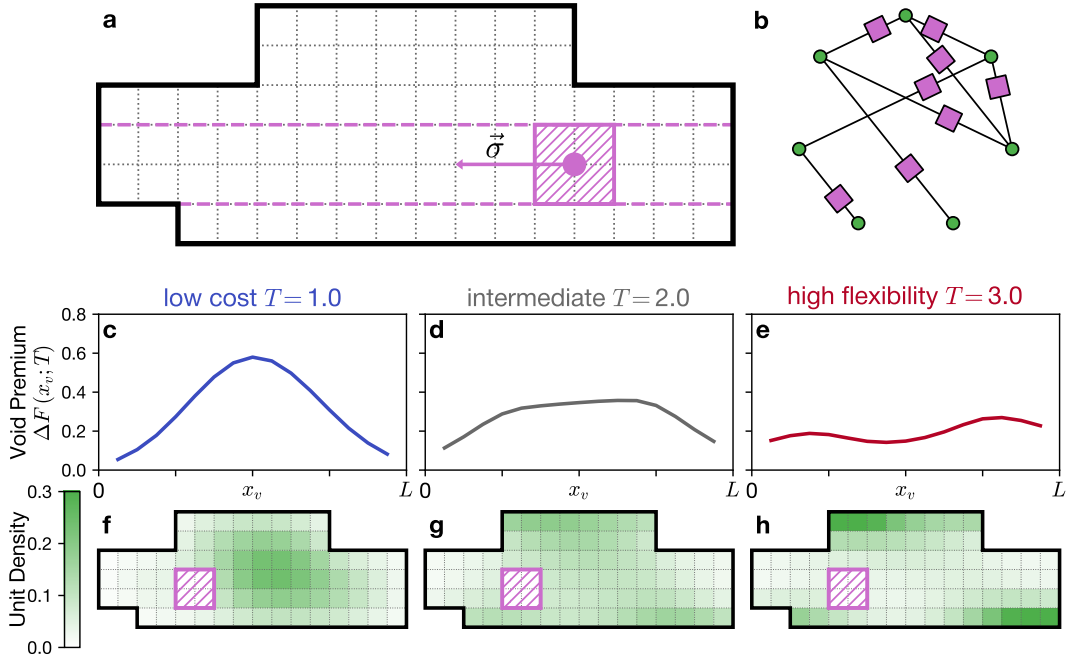 a
b
σ⃗
low cost T = 1.0
intermediate T = 2.0
high flexibility T = 3.0
Void Premium
ΔF (x_v; T)
0.8
0.6
0.4
0.2
0.0
c
d
e
0
x_v
L
0
x_v
L
0
x_v
L
Unit Density
0.3
0.2
0.1
0.0
f
g
h